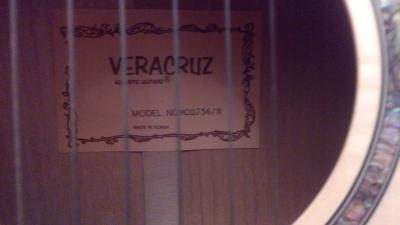 VERACRUZ
ACOUSTIC GUITARS®
MODEL NO
MADE IN KOREA